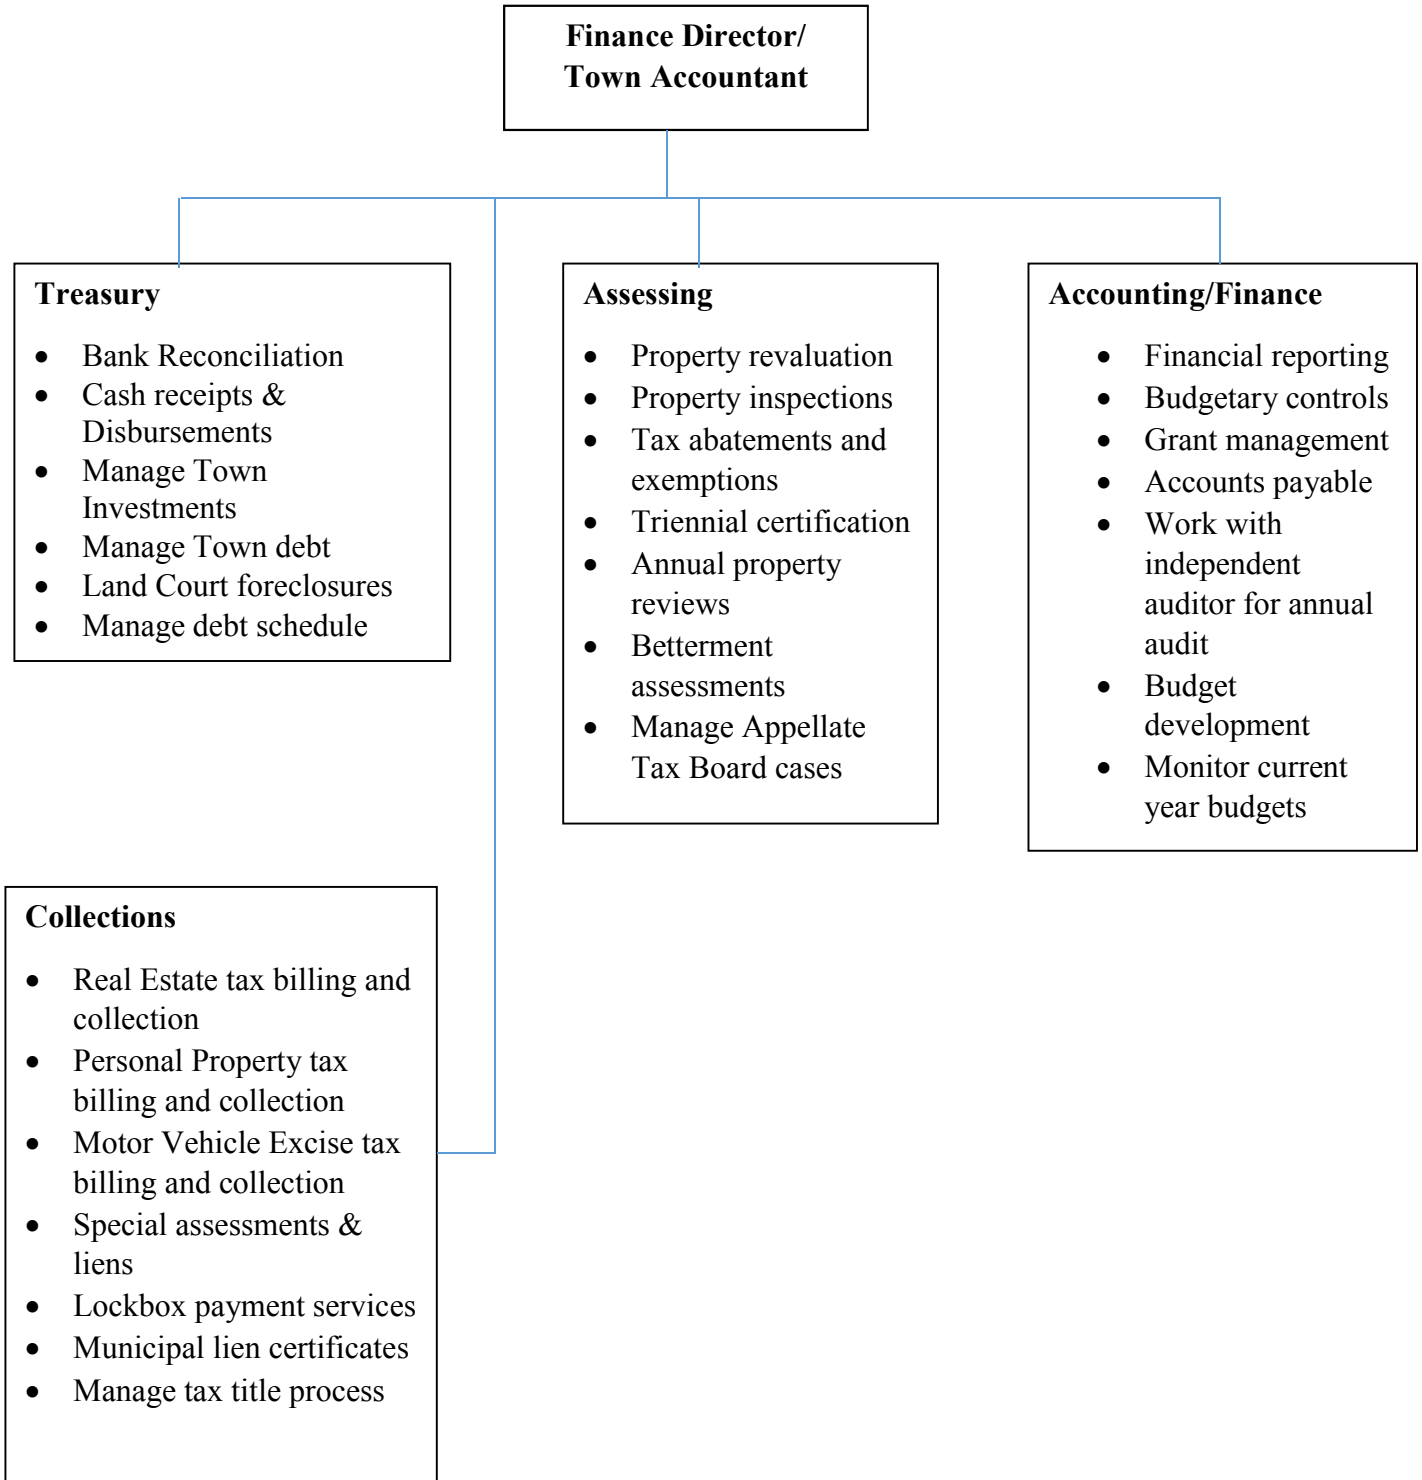 Finance Director/
Town Accountant
Treasury
• Bank Reconciliation
• Cash receipts &
Disbursements
• Manage Town
Investments
• Manage Town debt
• Land Court foreclosures
• Manage debt schedule
Assessing
• Property revaluation
• Property inspections
• Tax abatements and
exemptions
• Triennial certification
• Annual property
reviews
• Betterment
assessments
• Manage Appellate
Tax Board cases
Accounting/Finance
• Financial reporting
• Budgetary controls
• Grant management
• Accounts payable
• Work with
independent
auditor for annual
audit
• Budget
development
• Monitor current
year budgets
Collections
• Real Estate tax billing and
collection
• Personal Property tax
billing and collection
• Motor Vehicle Excise tax
billing and collection
• Special assessments &
liens
• Lockbox payment services
• Municipal lien certificates
• Manage tax title process